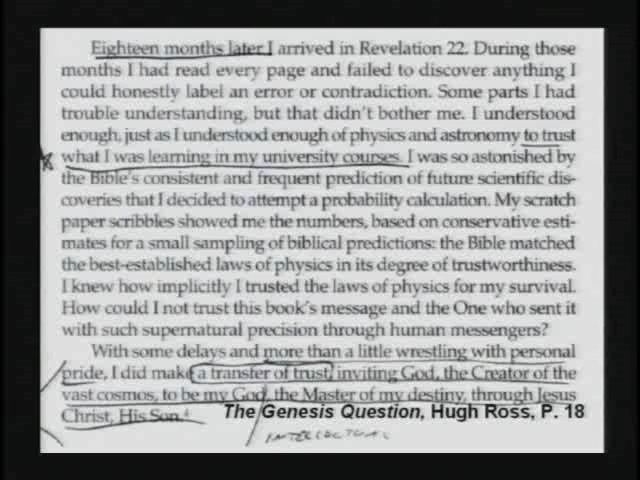 Eighteen months later I arrived in Revelation 22. During those
months I had read every page and failed to discover anything I
could honestly label an error or contradiction. Some parts I had
trouble understanding, but that didn't bother me. I understood
enough, just as I understood enough of physics and astronomy to trust
what I was learning in my university courses. I was so astonished by
the Bible's consistent and frequent prediction of future scientific dis-
coveries that I decided to attempt a probability calculation. My scratch
paper scribbles showed me the numbers, based on conservative esti-
mates for a small sampling of biblical predictions: the Bible matched
the best-established laws of physics in its degree of trustworthiness.
I knew how implicitly I trusted the laws of physics for my survival.
How could I not trust this book's message and the One who sent it
with such supernatural precision through human messengers?
With some delays and more than a little wrestling with personal
pride, I did make a transfer of trust, inviting God, the Creator of the
vast cosmos, to be my God, the Master of my destiny, through Jesus
Christ, His Son.4
The Genesis Question, Hugh Ross, P. 18
INTELLECTUAL